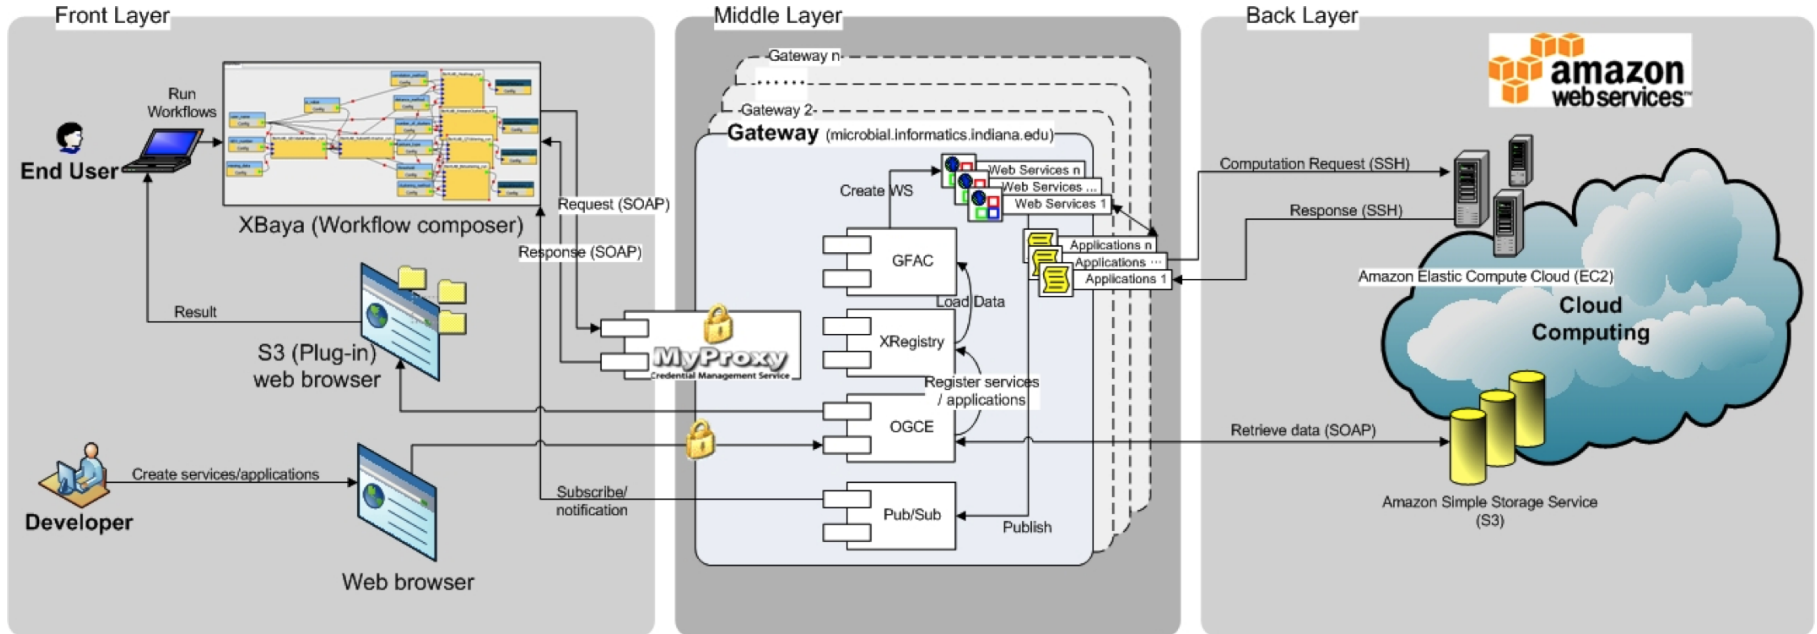 Front Layer
Middle Layer
Back Layer
Run
Workflows
End User
XBaya (Workflow composer)
Request (SOAP)
Response (SOAP)
Result
S3 (Plug-in)
web browser
Create services/applications
Developer
Web browser
Subscribe/
notification
MyProxy
Credential Management Service
Gateway n
......
Gateway 2
Gateway (microbial.informatics.indiana.edu)
Create WS
Web Services n
Web Services ...
Web Services 1
Applications n
Applications ...
Applications 1
GFAC
Load Data
XRegistry
Register services
/ applications
OGCE
Pub/Sub
Publish
amazon
webservices™
Computation Request (SSH)
Response (SSH)
Amazon Elastic Compute Cloud (EC2)
Cloud
Computing
Retrieve data (SOAP)
Amazon Simple Storage Service
(S3)